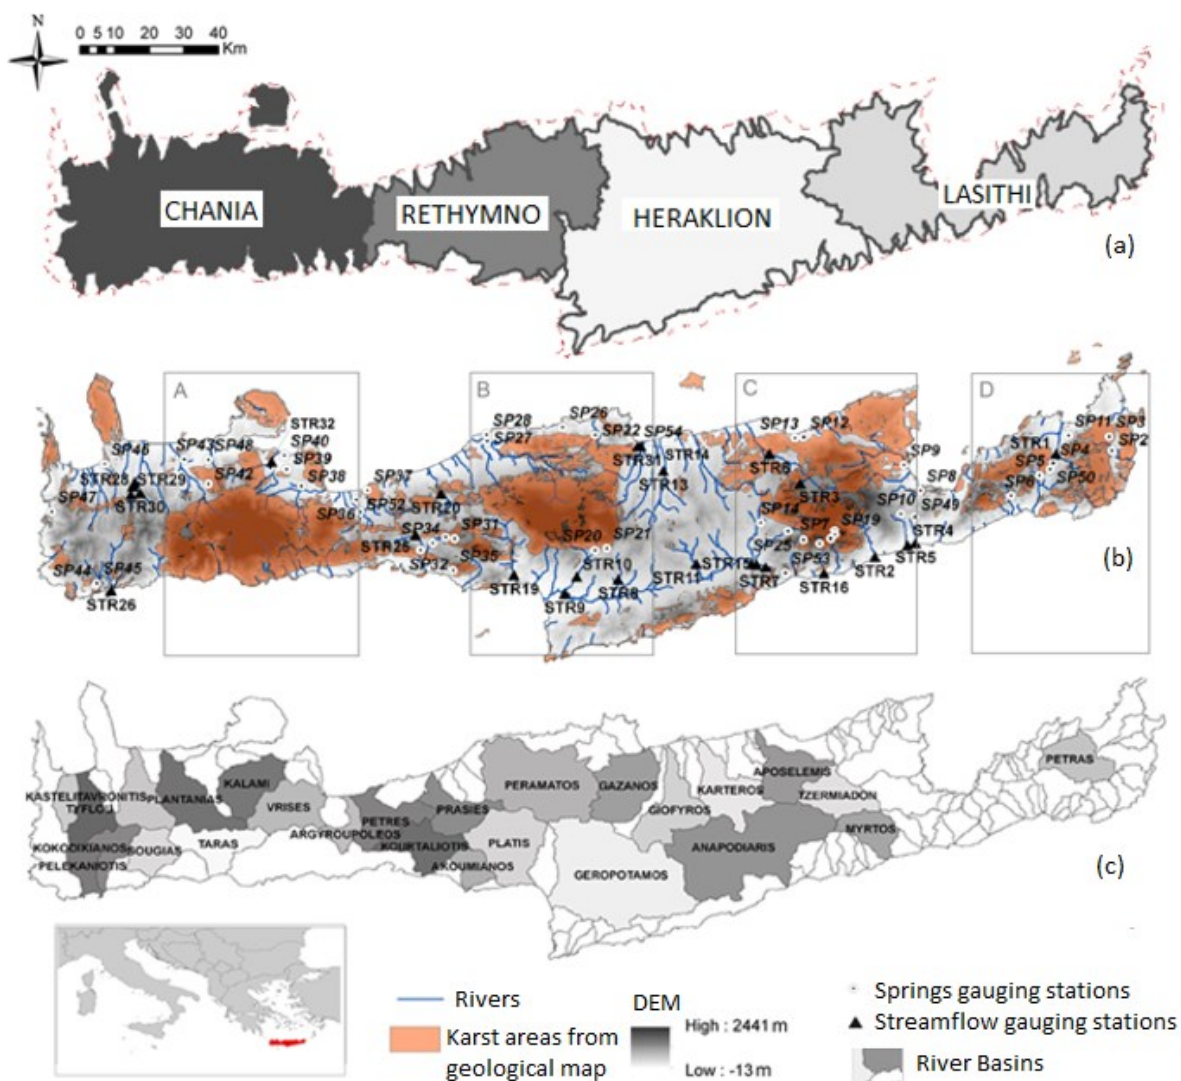 N
0 5 10 20 30 40
Km
CHANIA
RETHYMNO
HERAKLION
LASITHI
(a)
A
B
C
D
STR32
SP46
SP43
SP48
SP40
SP39
SP42
SP38
STR28
STR29
STR30
SP47
SP36
SP37
SP52
SP44
SP45
STR26
SP28
SP27
SP26
SP22
SP54
STR31
STR14
STR13
STR20
SP34
SP31
STR25
SP32
SP35
SP20
SP21
STR19
STR10
STR9
STR8
STR11
STR15
STR7
SP13
SP12
STR6
STR3
SP14
SP7
SP19
SP25
SP53
STR16
STR2
STR5
STR4
SP9
SP8
SP10
SP49
STR1
SP11
SP3
SP2
SP5
SP4
SP6
SP50
(b)
KALAMI
PLANTANIAS
VRISES
SOUGIAS
TARAS
PELEKANIOTIS
ARGYROUPOLEOS
PETRES
PRASIES
AKOUMIANOS
PLATIS
PERAMATOS
GAZANOS
GIOFYROS
KARTEROS
APOSELEMIS
TZERMIADON
MYRTOS
ANAPODIARIS
GEROPOTAMOS
PETRAS
(c)
Rivers
Karst areas from
geological map
DEM
High : 2441 m
Low : -13 m
Springs gauging stations
Streamflow gauging stations
River Basins